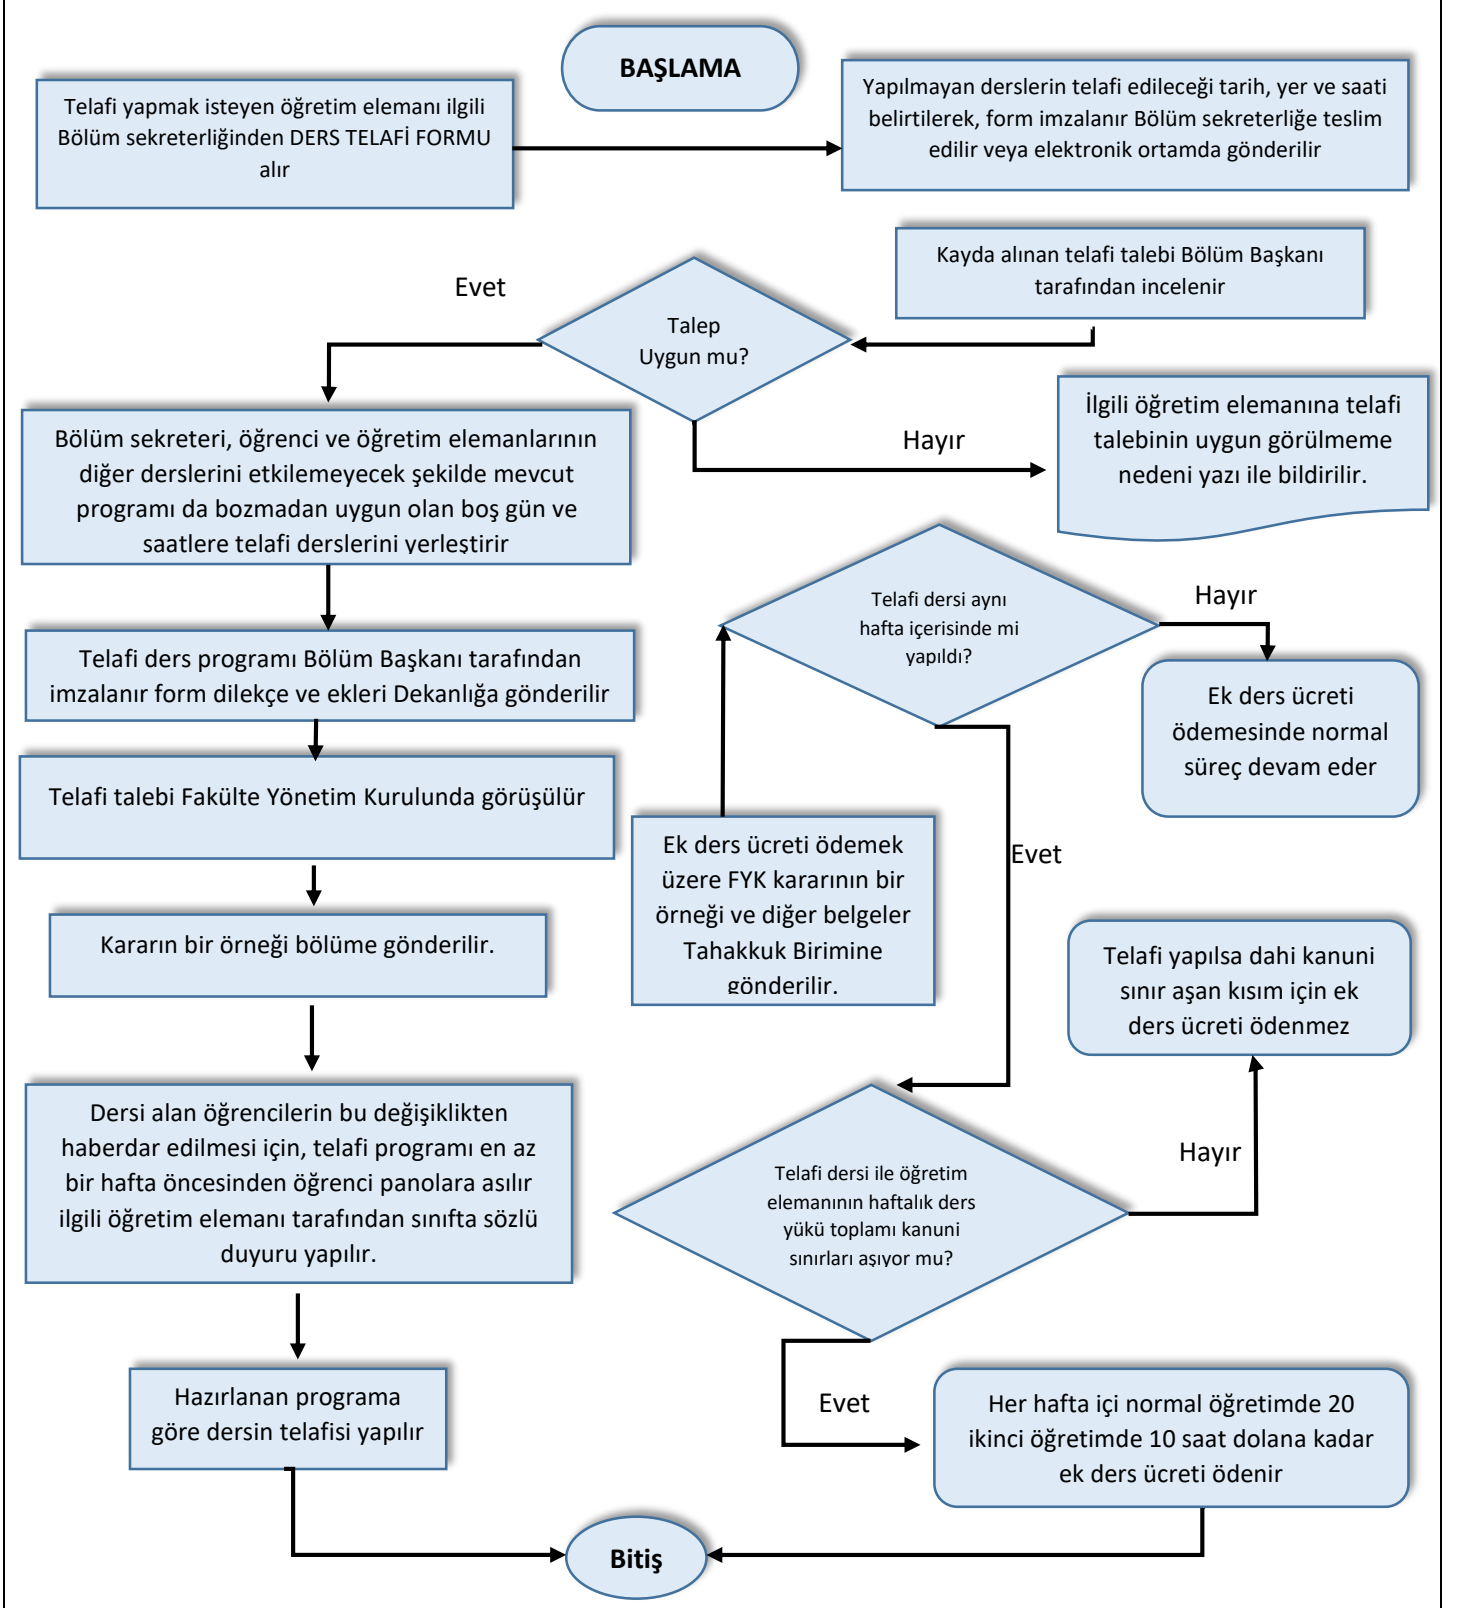 BAŞLAMA
Telafi yapmak isteyen öğretim elemanı ilgili
Bölüm sekreterliğinden DERS TELAFİ FORMU
alır
Yapılmayan derslerin telafi edileceği tarih, yer ve saati
belirtilerek, form imzalanır Bölüm sekreterliğe teslim
edilir veya elektronik ortamda gönderilir
Kayda alınan telafi talebi Bölüm Başkanı
tarafından incelenir
Talep
Uygun mu?
Evet
Hayır
İlgili öğretim elemanına telafi
talebinin uygun görülmeme
nedeni yazı ile bildirilir.
Bölüm sekreteri, öğrenci ve öğretim elemanlarının
diğer derslerini etkilemeyecek şekilde mevcut
programı da bozmadan uygun olan boş gün ve
saatlere telafi derslerini yerleştirir
Telafi ders programı Bölüm Başkanı tarafından
imzalanır form dilekçe ve ekleri Dekanlığa gönderilir
Telafi talebi Fakülte Yönetim Kurulunda görüşülür
Kararın bir örneği bölüme gönderilir.
Dersi alan öğrencilerin bu değişiklikten
haberdar edilmesi için, telafi programı en az
bir hafta öncesinden öğrenci panolara asılır
ilgili öğretim elemanı tarafından sınıfta sözlü
duyuru yapılır.
Hazırlanan programa
göre dersin telafisi yapılır
Ek ders ücreti ödemek
üzere FYK kararının bir
örneği ve diğer belgeler
Tahakkuk Birimine
gönderilir.
Telafi dersi aynı
hafta içerisinde mi
yapıldı?
Hayır
Ek ders ücreti
ödemesinde normal
süreç devam eder
Evet
Telafi dersi ile öğretim
elemanının haftalık ders
yükü toplamı kanuni
sınırları aşıyor mu?
Hayır
Telafi yapılsa dahi kanuni
sınır aşan kısım için ek
ders ücreti ödenmez
Evet
Her hafta içi normal öğretimde 20
ikinci öğretimde 10 saat dolana kadar
ek ders ücreti ödenir
Bitiş